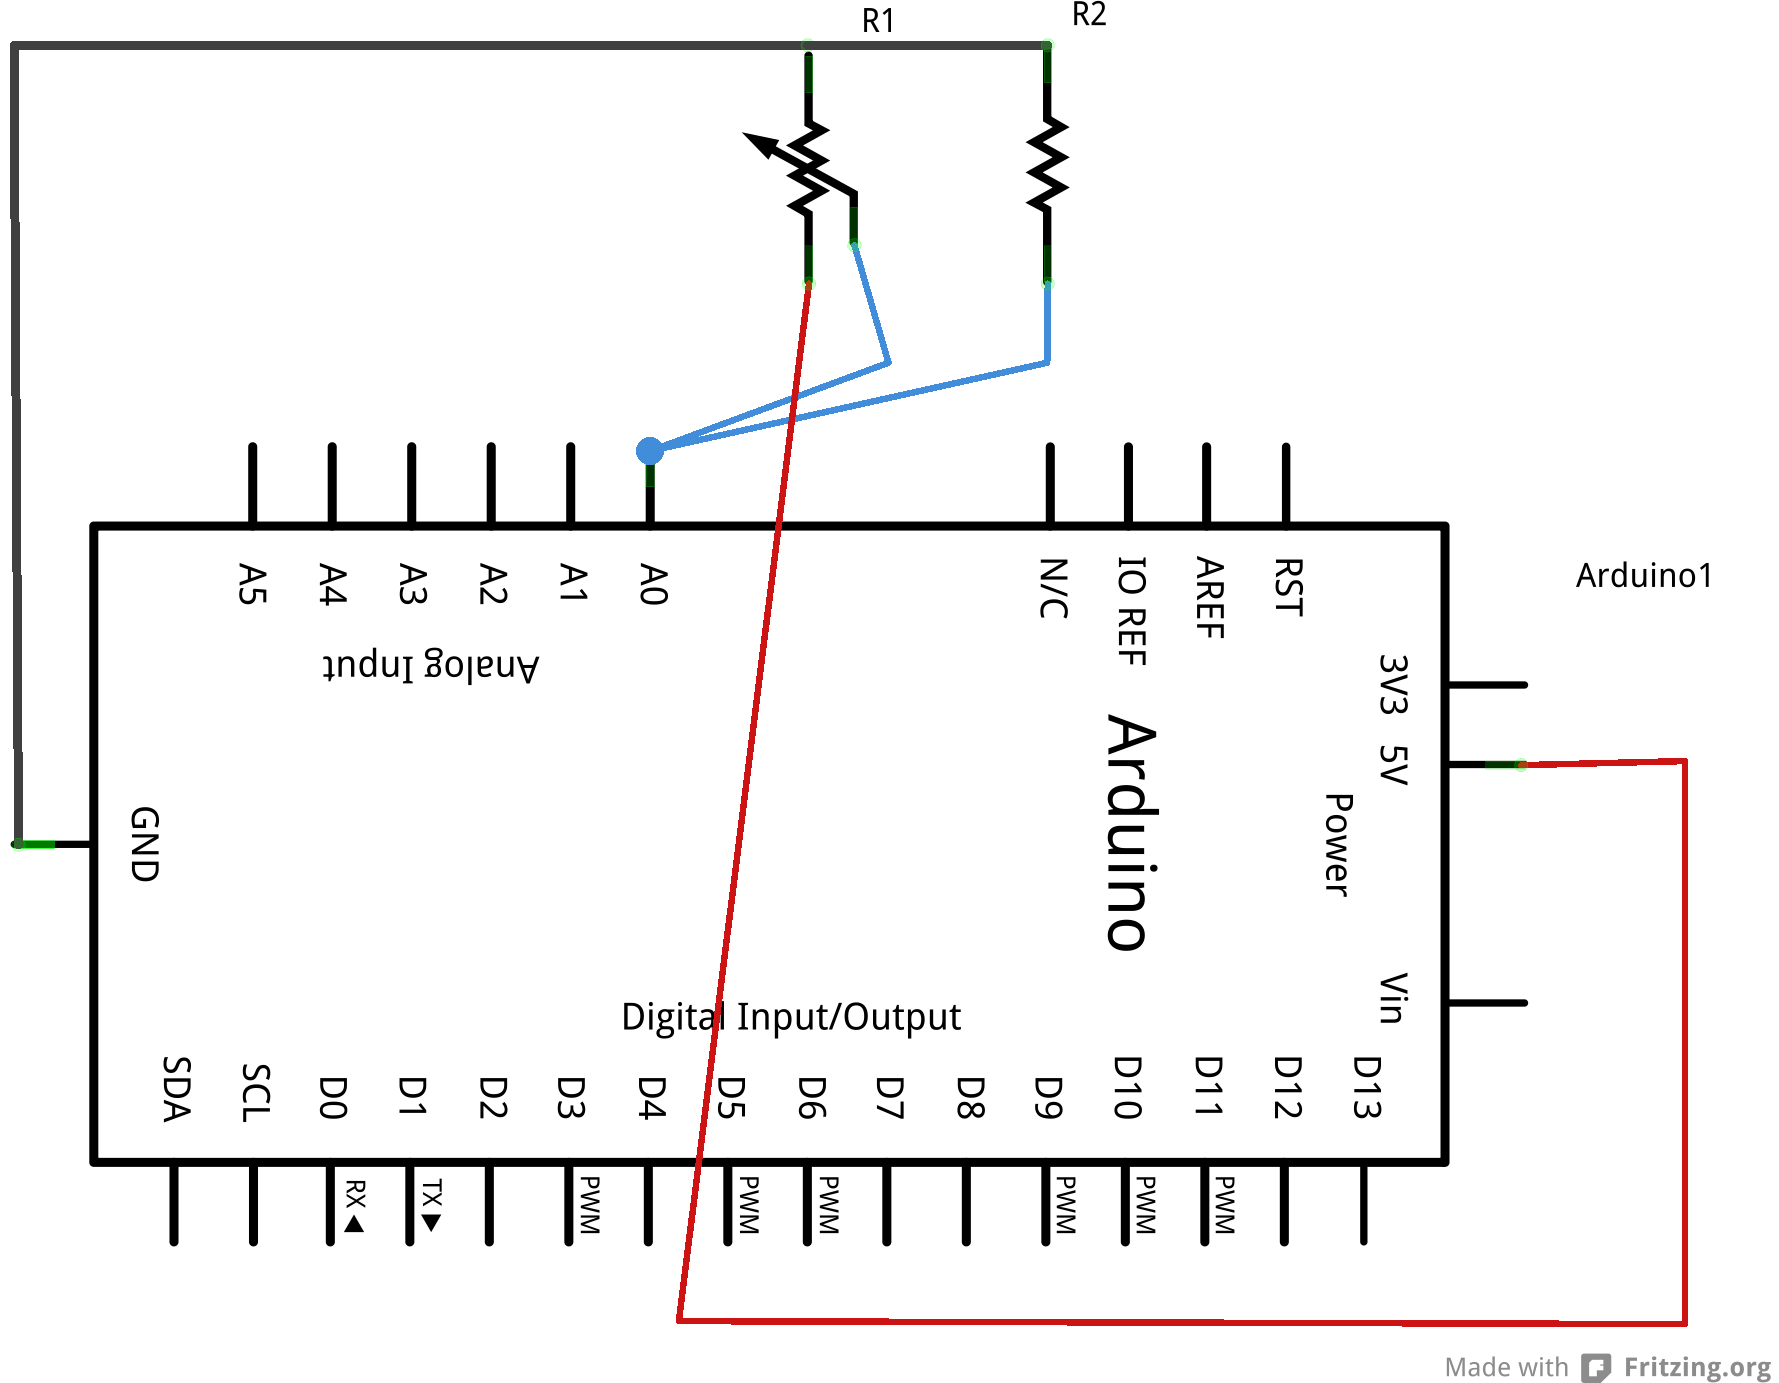 R1
R2
A5
A4
A3
A2
A1
A0
N/C
IO REF
AREF
RST
Arduino1
Analog Input
3V3
5V
Arduino
Power
GND
Vin
Digital Input/Output
SDA
SCL
D0
D1
D2
D3
D4
D5
D6
D7
D8
D9
D10
D11
D12
D13
RX
TX
PWM
PWM
PWM
PWM
PWM
PWM
Made with Fritzing.org